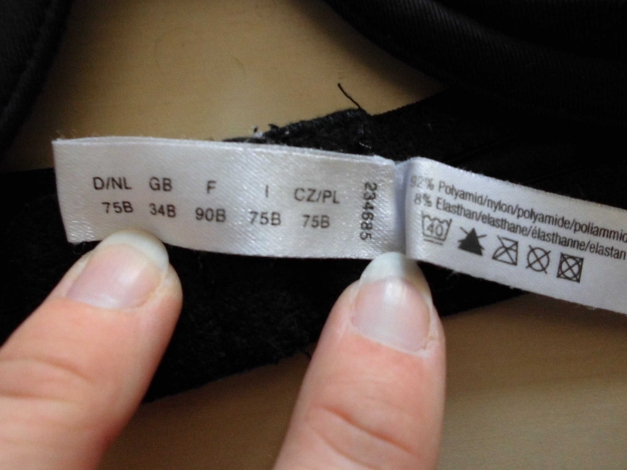 D/NL GB F I CZ/PL
75B 34B 90B 75B 75B
234685
92% Polyamid/nylon/polyamide/poliammid
8% Elasthan/elasthane/élasthanne/elastan
40